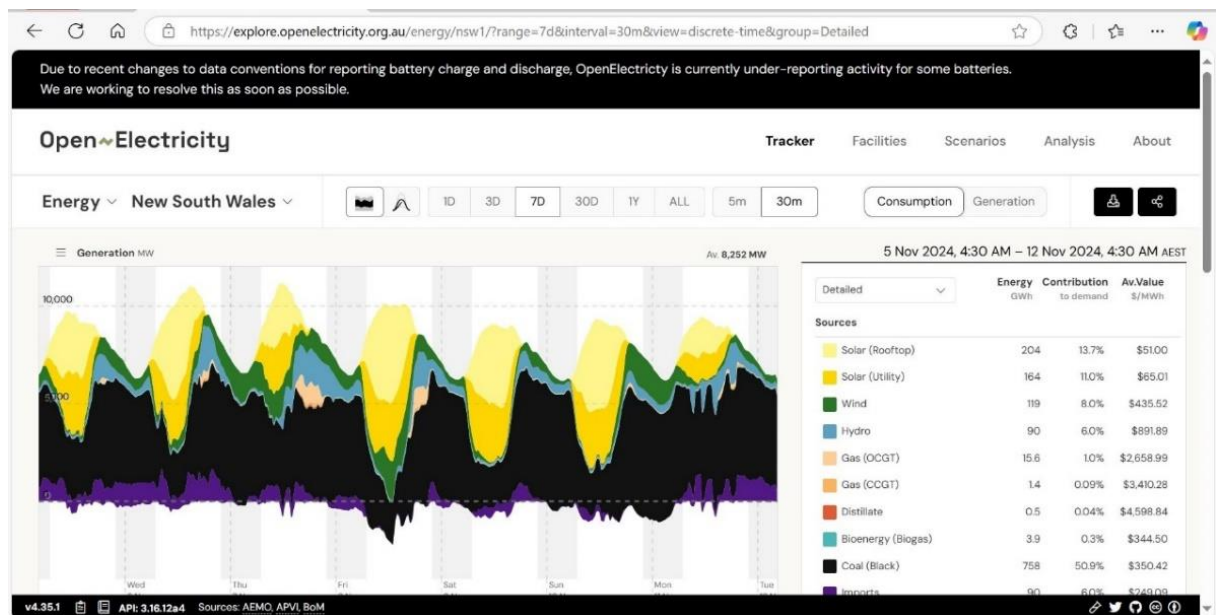 https://explore.openelectricity.org.au/energy/nsw1/?range=7d&interval=30m&view=discrete-time&group=Detailed
Due to recent changes to data conventions for reporting battery charge and discharge, OpenElectricty is currently under-reporting activity for some batteries.
We are working to resolve this as soon as possible.
Open Electricity Tracker Facilities Scenarios Analysis About
Energy New South Wales 1D 3D 7D 30D 1Y ALL 5m 30m Consumption Generation
Generation MW Av. 8,252 MW 5 Nov 2024, 4:30 AM – 12 Nov 2024, 4:30 AM AEST
Detailed Energy Contribution Av.Value
GWh to demand $/MWh
10,000
Sources
Solar (Rooftop) 204 13.7% $51.00
Solar (Utility) 164 11.0% $65.01
Wind 119 8.0% $435.52
5,000
Hydro 90 6.0% $891.89
Gas (OCGT) 15.6 1.0% $2,658.99
Gas (CCGT) 1.4 0.09% $3,410.28
0
Distillate 0.5 0.04% $4,598.84
Bioenergy (Biogas) 3.9 0.3% $344.50
Coal (Black) 758 50.9% $350.42
Wed Thu Fri Sat Sun Mon Tue
Imports 90 6.0% $249.09
v4.35.1 API: 3.16.12a4 Sources: AEMO, APVI, BoM